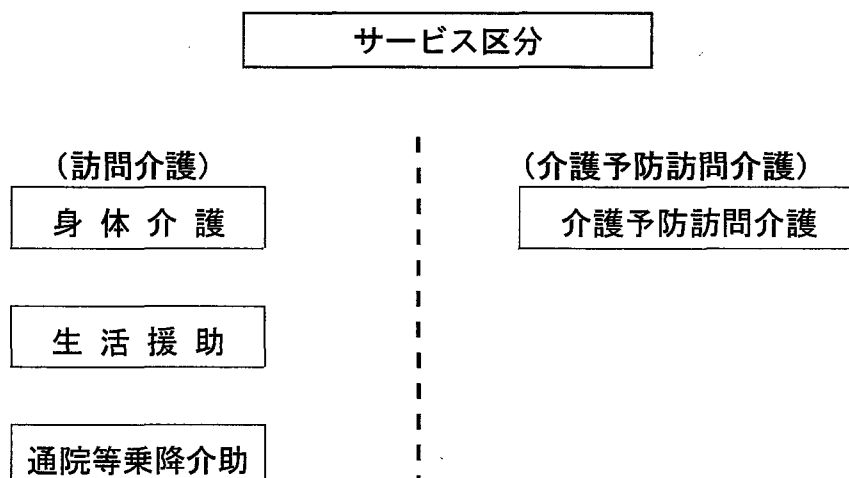 サービス区分
(訪問介護)
身体介護
生活援助
通院等乗降介助
(介護予防訪問介護)
介護予防訪問介護